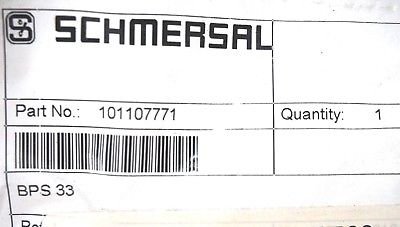 SCHMERSAL
Part No.: 101107771 Quantity: 1
BPS 33